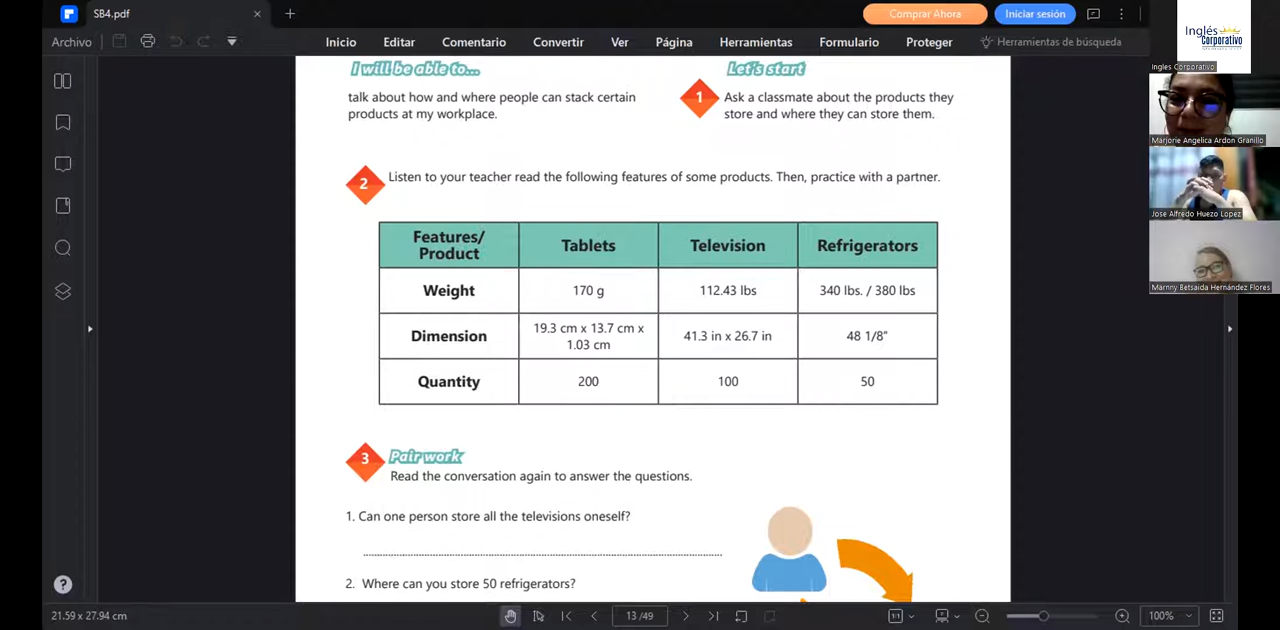 SB4.pdf
Comprar Ahora
Iniciar sesión
Archivo
Inicio
Editar
Comentario
Convertir
Ver
Página
Herramientas
Formulario
Proteger
Herramientas de búsqueda
Inglés
Corporativo
Ingles Corporativo
Marjorie Angelica Ardon Granillo
Jose Alfredo Huezo Lopez
Marnny Betsaida Hernández Flores
I will be able to...
talk about how and where people can stack certain
products at my workplace.
Let's start
1
Ask a classmate about the products they
store and where they can store them.
2
Listen to your teacher read the following features of some products. Then, practice with a partner.
Features/
Product
Tablets
Television
Refrigerators
Weight
170 g
112.43 lbs
340 lbs. / 380 lbs
Dimension
19.3 cm x 13.7 cm x
1.03 cm
41.3 in x 26.7 in
48 1/8"
Quantity
200
100
50
3
Pair work
Read the conversation again to answer the questions.
1. Can one person store all the televisions oneself?
2. Where can you store 50 refrigerators?
21.59 x 27.94 cm
13 /49
1:1
100%